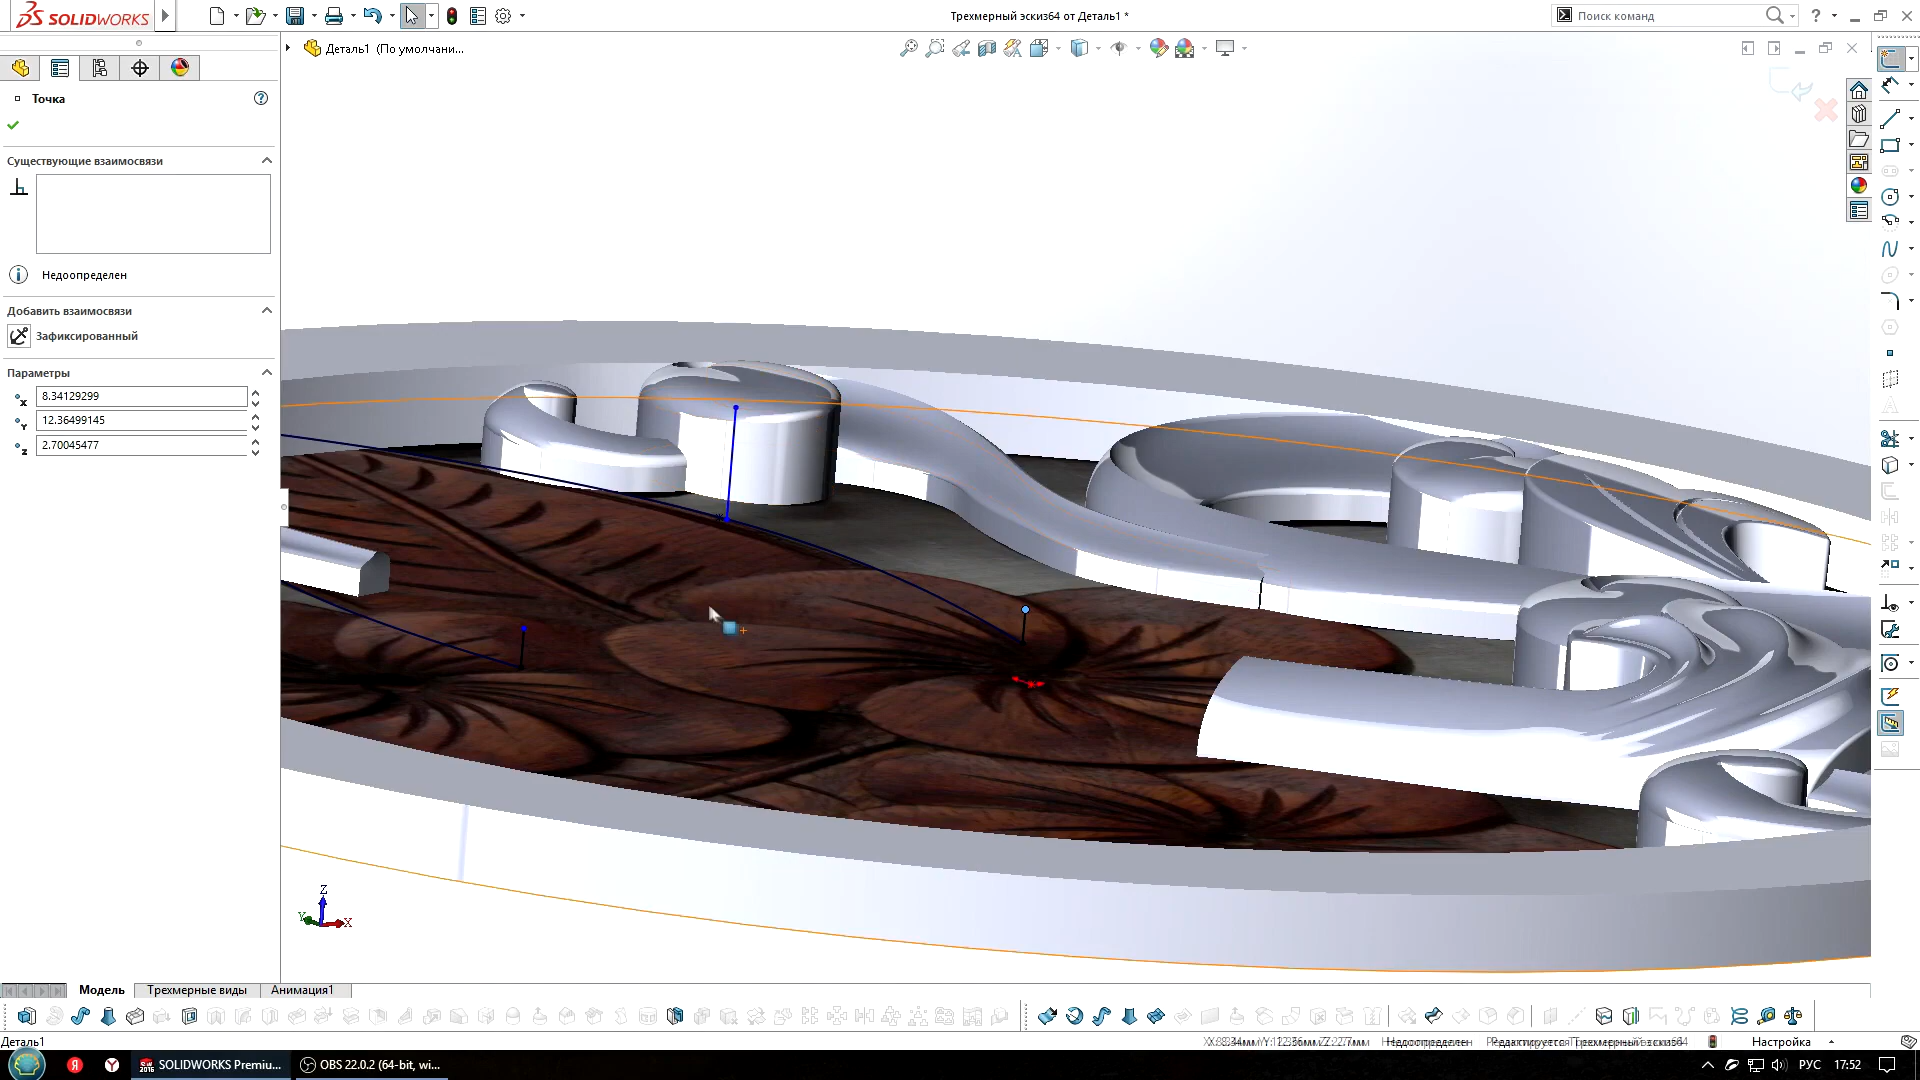 SOLIDWORKS
Трехмерный эскиз64 от Деталь1 *
Поиск команд
Деталь1 (По умолчани...
Точка
Существующие взаимосвязи
Недоопределен
Добавить взаимосвязи
Зафиксированный
Параметры
X 8.34129299
Y 12.36499145
Z 2.70045477
Z
Y
X
Модель
Трехмерные виды
Анимация1
Деталь1
Недоопределен
Настройка
SOLIDWORKS Premiu...
OBS 22.0.2 (64-bit, wi...
РУС
17:52